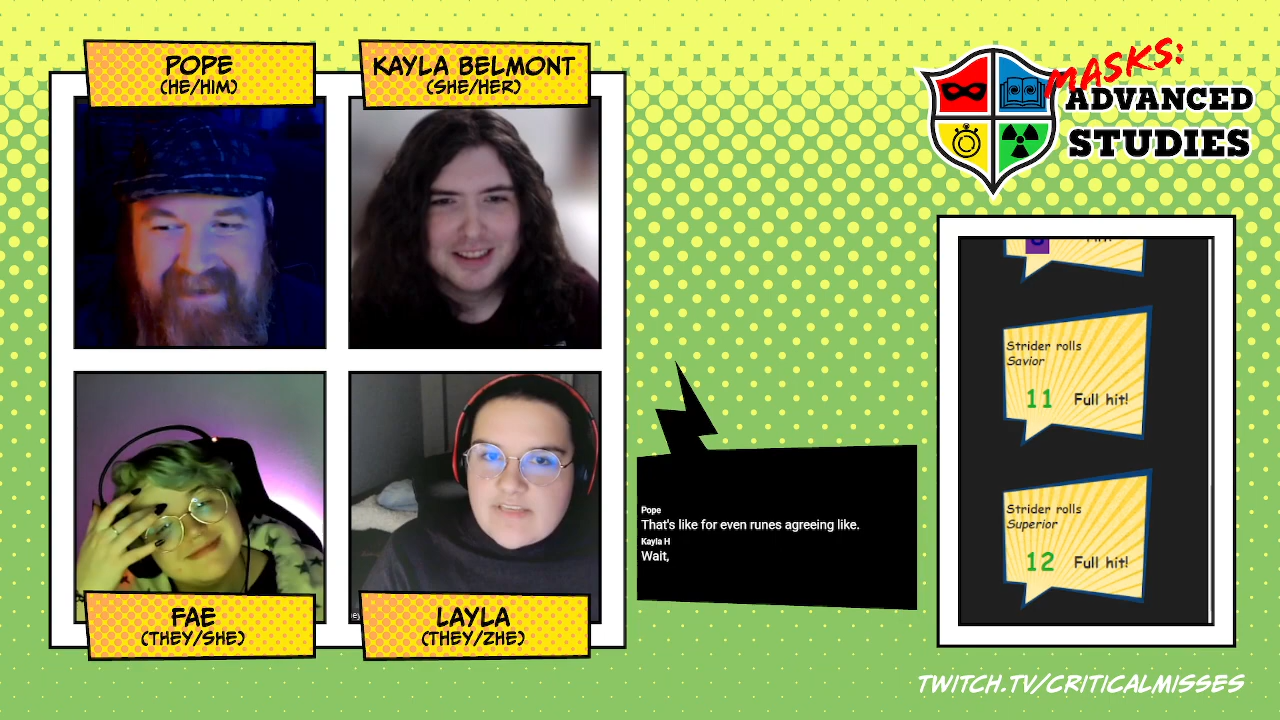 POPE
(HE/HIM)
KAYLA BELMONT
(SHE/HER)
FAE
(THEY/SHE)
LAYLA
(THEY/ZHE)
Pope
That's like for even runes agreeing like.
Kayla H
Wait,
MASKS:
ADVANCED
STUDIES
Strider rolls
Savior
11 Full hit!
Strider rolls
Superior
12 Full hit!
TWITCH.TV/CRITICALMISSES